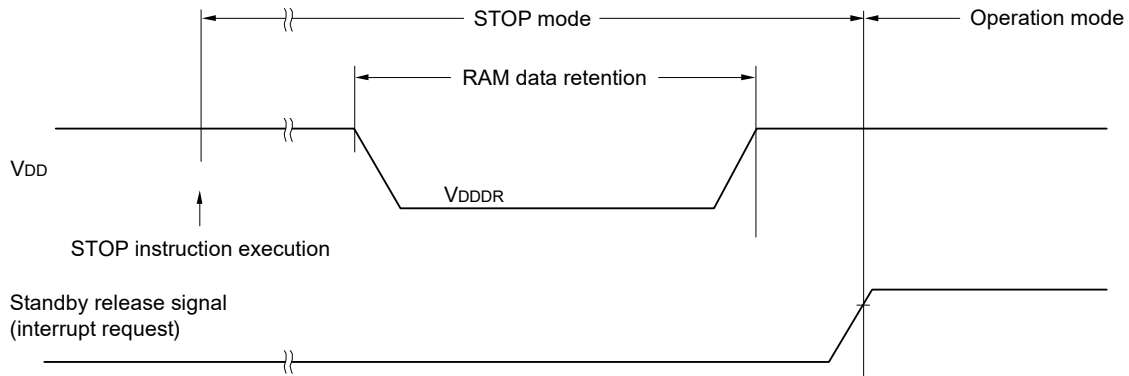 STOP mode
Operation mode
RAM data retention
VDD
VDDDR
STOP instruction execution
Standby release signal
(interrupt request)